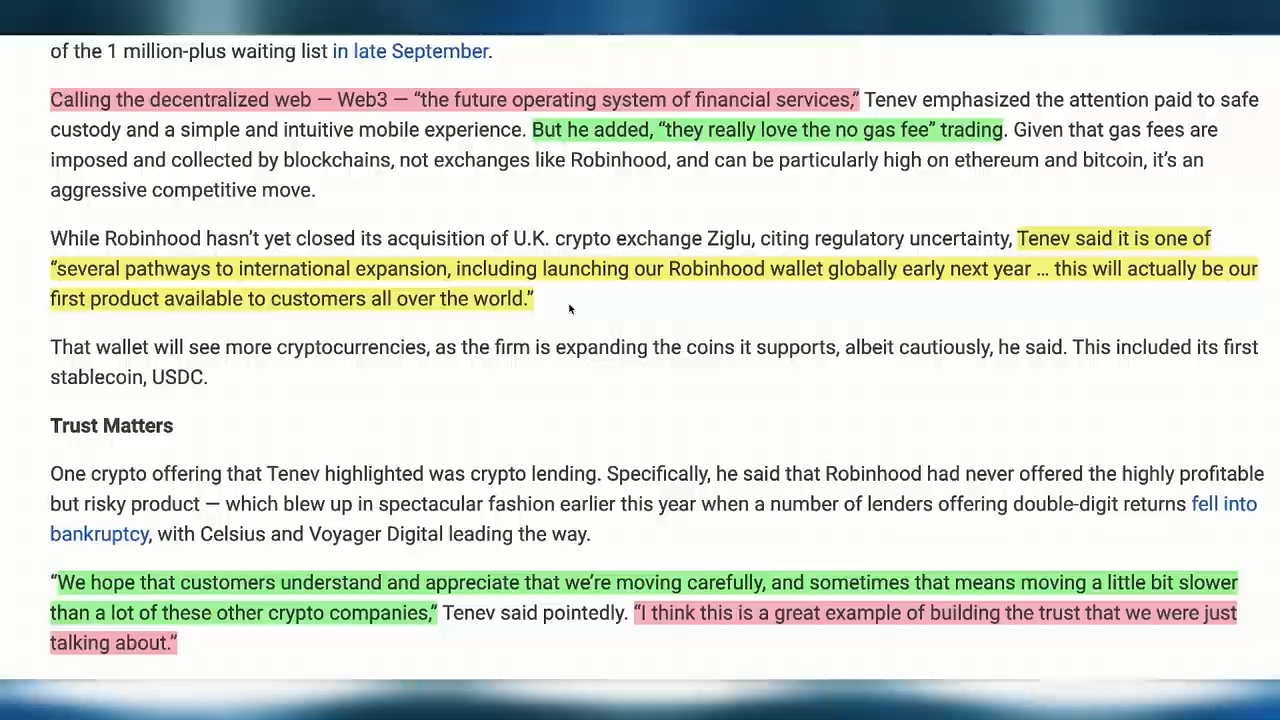 of the 1 million-plus waiting list in late September.
Calling the decentralized web — Web3 — “the future operating system of financial services,” Tenev emphasized the attention paid to safe
custody and a simple and intuitive mobile experience. But he added, “they really love the no gas fee” trading. Given that gas fees are
imposed and collected by blockchains, not exchanges like Robinhood, and can be particularly high on ethereum and bitcoin, it’s an
aggressive competitive move.
While Robinhood hasn’t yet closed its acquisition of U.K. crypto exchange Ziglu, citing regulatory uncertainty, Tenev said it is one of
“several pathways to international expansion, including launching our Robinhood wallet globally early next year … this will actually be our
first product available to customers all over the world.”
That wallet will see more cryptocurrencies, as the firm is expanding the coins it supports, albeit cautiously, he said. This included its first
stablecoin, USDC.
Trust Matters
One crypto offering that Tenev highlighted was crypto lending. Specifically, he said that Robinhood had never offered the highly profitable
but risky product — which blew up in spectacular fashion earlier this year when a number of lenders offering double-digit returns fell into
bankruptcy, with Celsius and Voyager Digital leading the way.
“We hope that customers understand and appreciate that we’re moving carefully, and sometimes that means moving a little bit slower
than a lot of these other crypto companies,” Tenev said pointedly. “I think this is a great example of building the trust that we were just
talking about.”